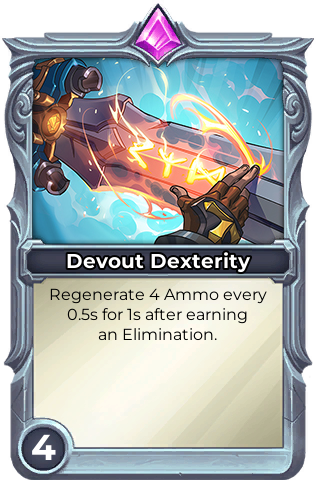 Devout Dexterity
Regenerate 4 Ammo every
0.5s for 1s after earning
an Elimination.
4